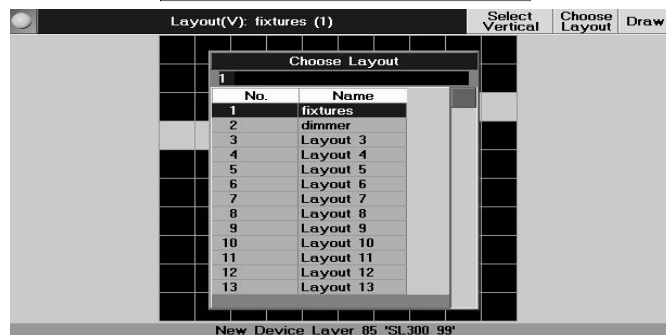 Layout(V): fixtures (1)
Select Vertical
Choose Layout
Draw
Choose Layout
1
No. Name
1 fixtures
2 dimmer
3 Layout 3
4 Layout 4
5 Layout 5
6 Layout 6
7 Layout 7
8 Layout 8
9 Layout 9
10 Layout 10
11 Layout 11
12 Layout 12
13 Layout 13
New Device Layer 85 'SL300 99'